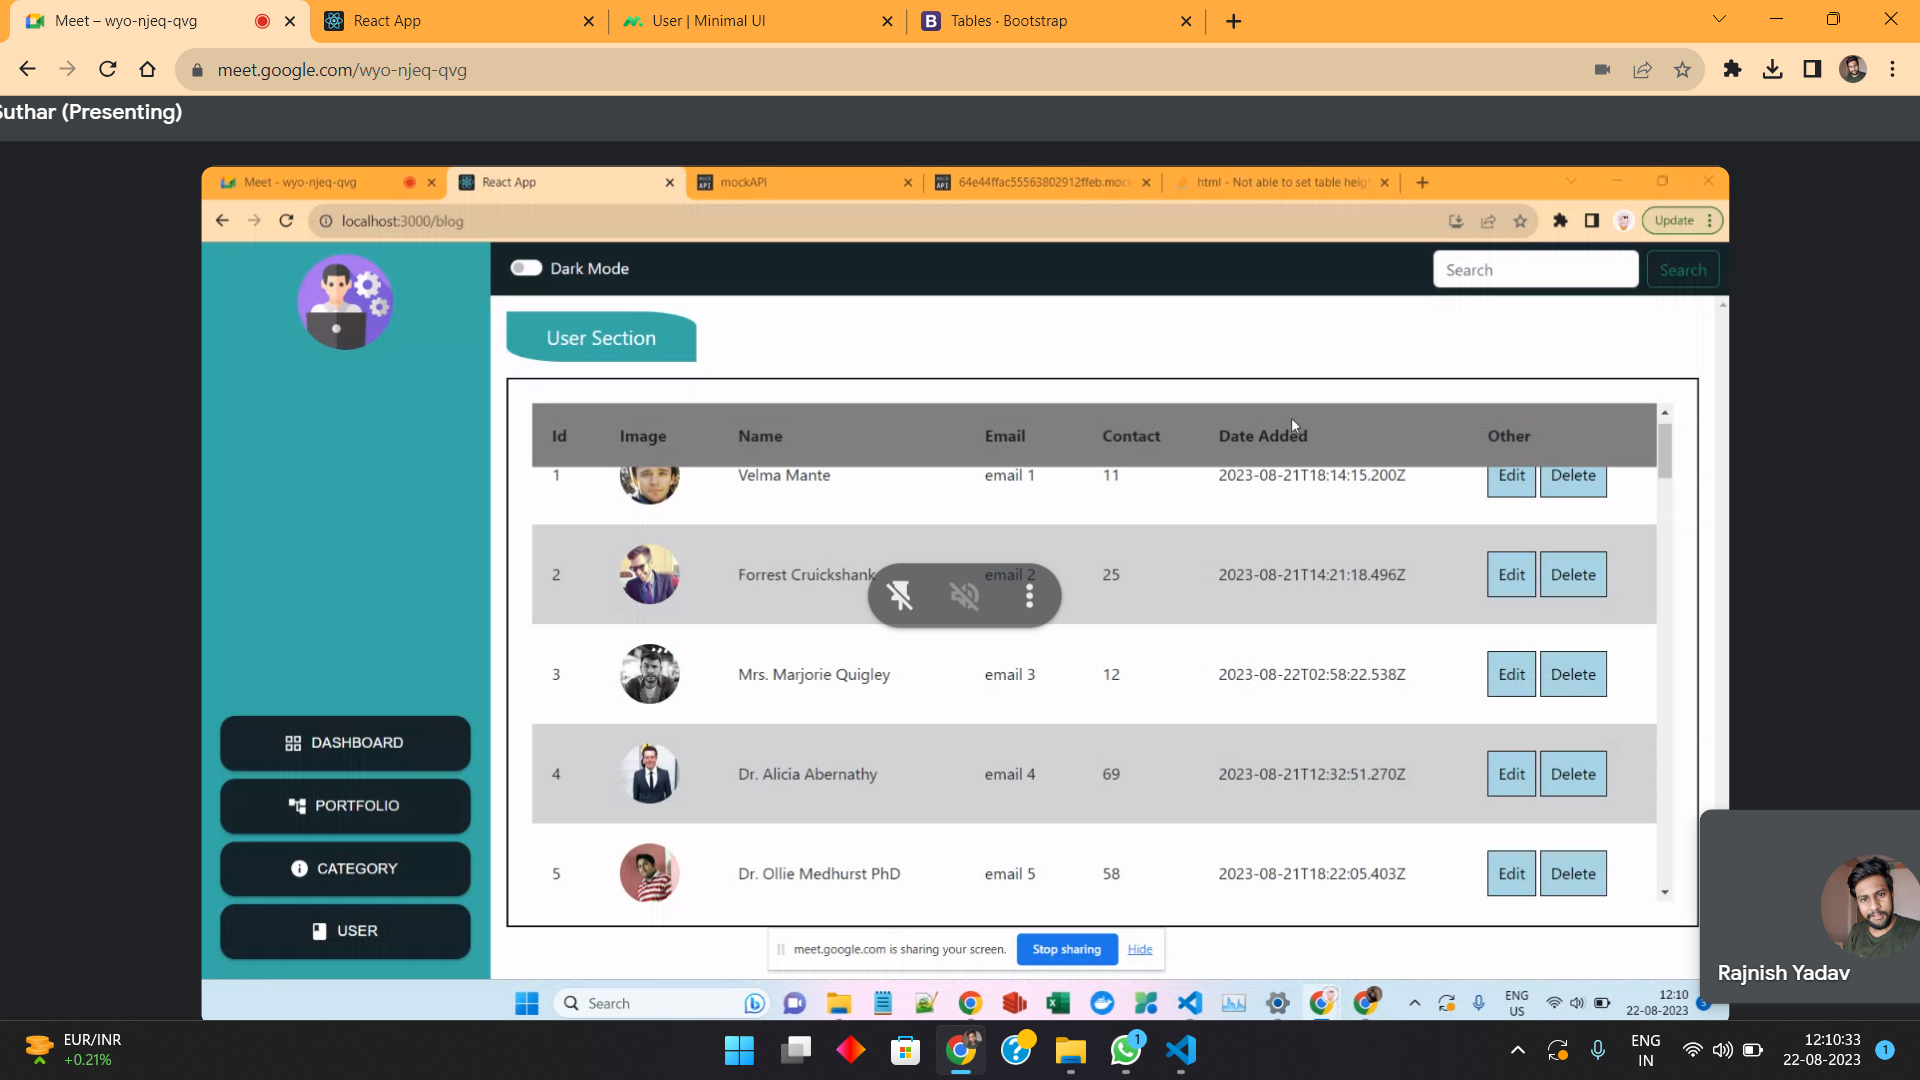 Meet – wyo-njeq-qvg
React App
User | Minimal UI
Tables · Bootstrap
meet.google.com/wyo-njeq-qvg
Suthar (Presenting)
Meet - wyo-njeq-qvg
React App
mockAPI
64e44ffac55563802912ffeb.moc
html - Not able to set table heig
localhost:3000/blog
Update
Dark Mode
Search
Search
User Section
Id Image Name Email Contact Date Added Other
1 Velma Mante email 1 11 2023-08-21T18:14:15.200Z Edit Delete
2 Forrest Cruickshank email 2 25 2023-08-21T14:21:18.496Z Edit Delete
3 Mrs. Marjorie Quigley email 3 12 2023-08-22T02:58:22.538Z Edit Delete
4 Dr. Alicia Abernathy email 4 69 2023-08-21T12:32:51.270Z Edit Delete
5 Dr. Ollie Medhurst PhD email 5 58 2023-08-21T18:22:05.403Z Edit Delete
DASHBOARD
PORTFOLIO
CATEGORY
USER
meet.google.com is sharing your screen. Stop sharing Hide
Rajnish Yadav
Search
ENG
US
12:10
22-08-2023
3
EUR/INR
+0.21%
1
ENG
IN
12:10:33
22-08-2023
1